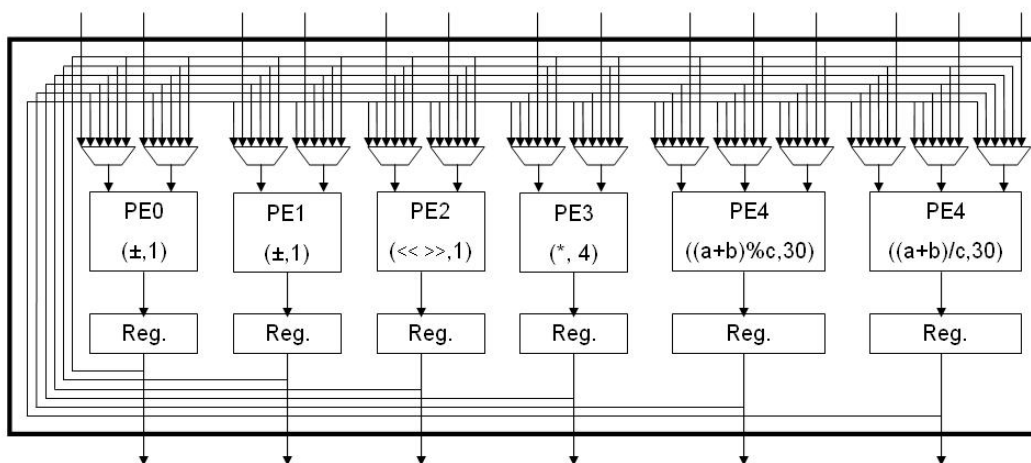 PE0 PE1 PE2 PE3 PE4 PE4
(±,1) (±,1) (<< >>,1) (*, 4) ((a+b)%c,30) ((a+b)/c,30)
Reg. Reg. Reg. Reg. Reg. Reg.